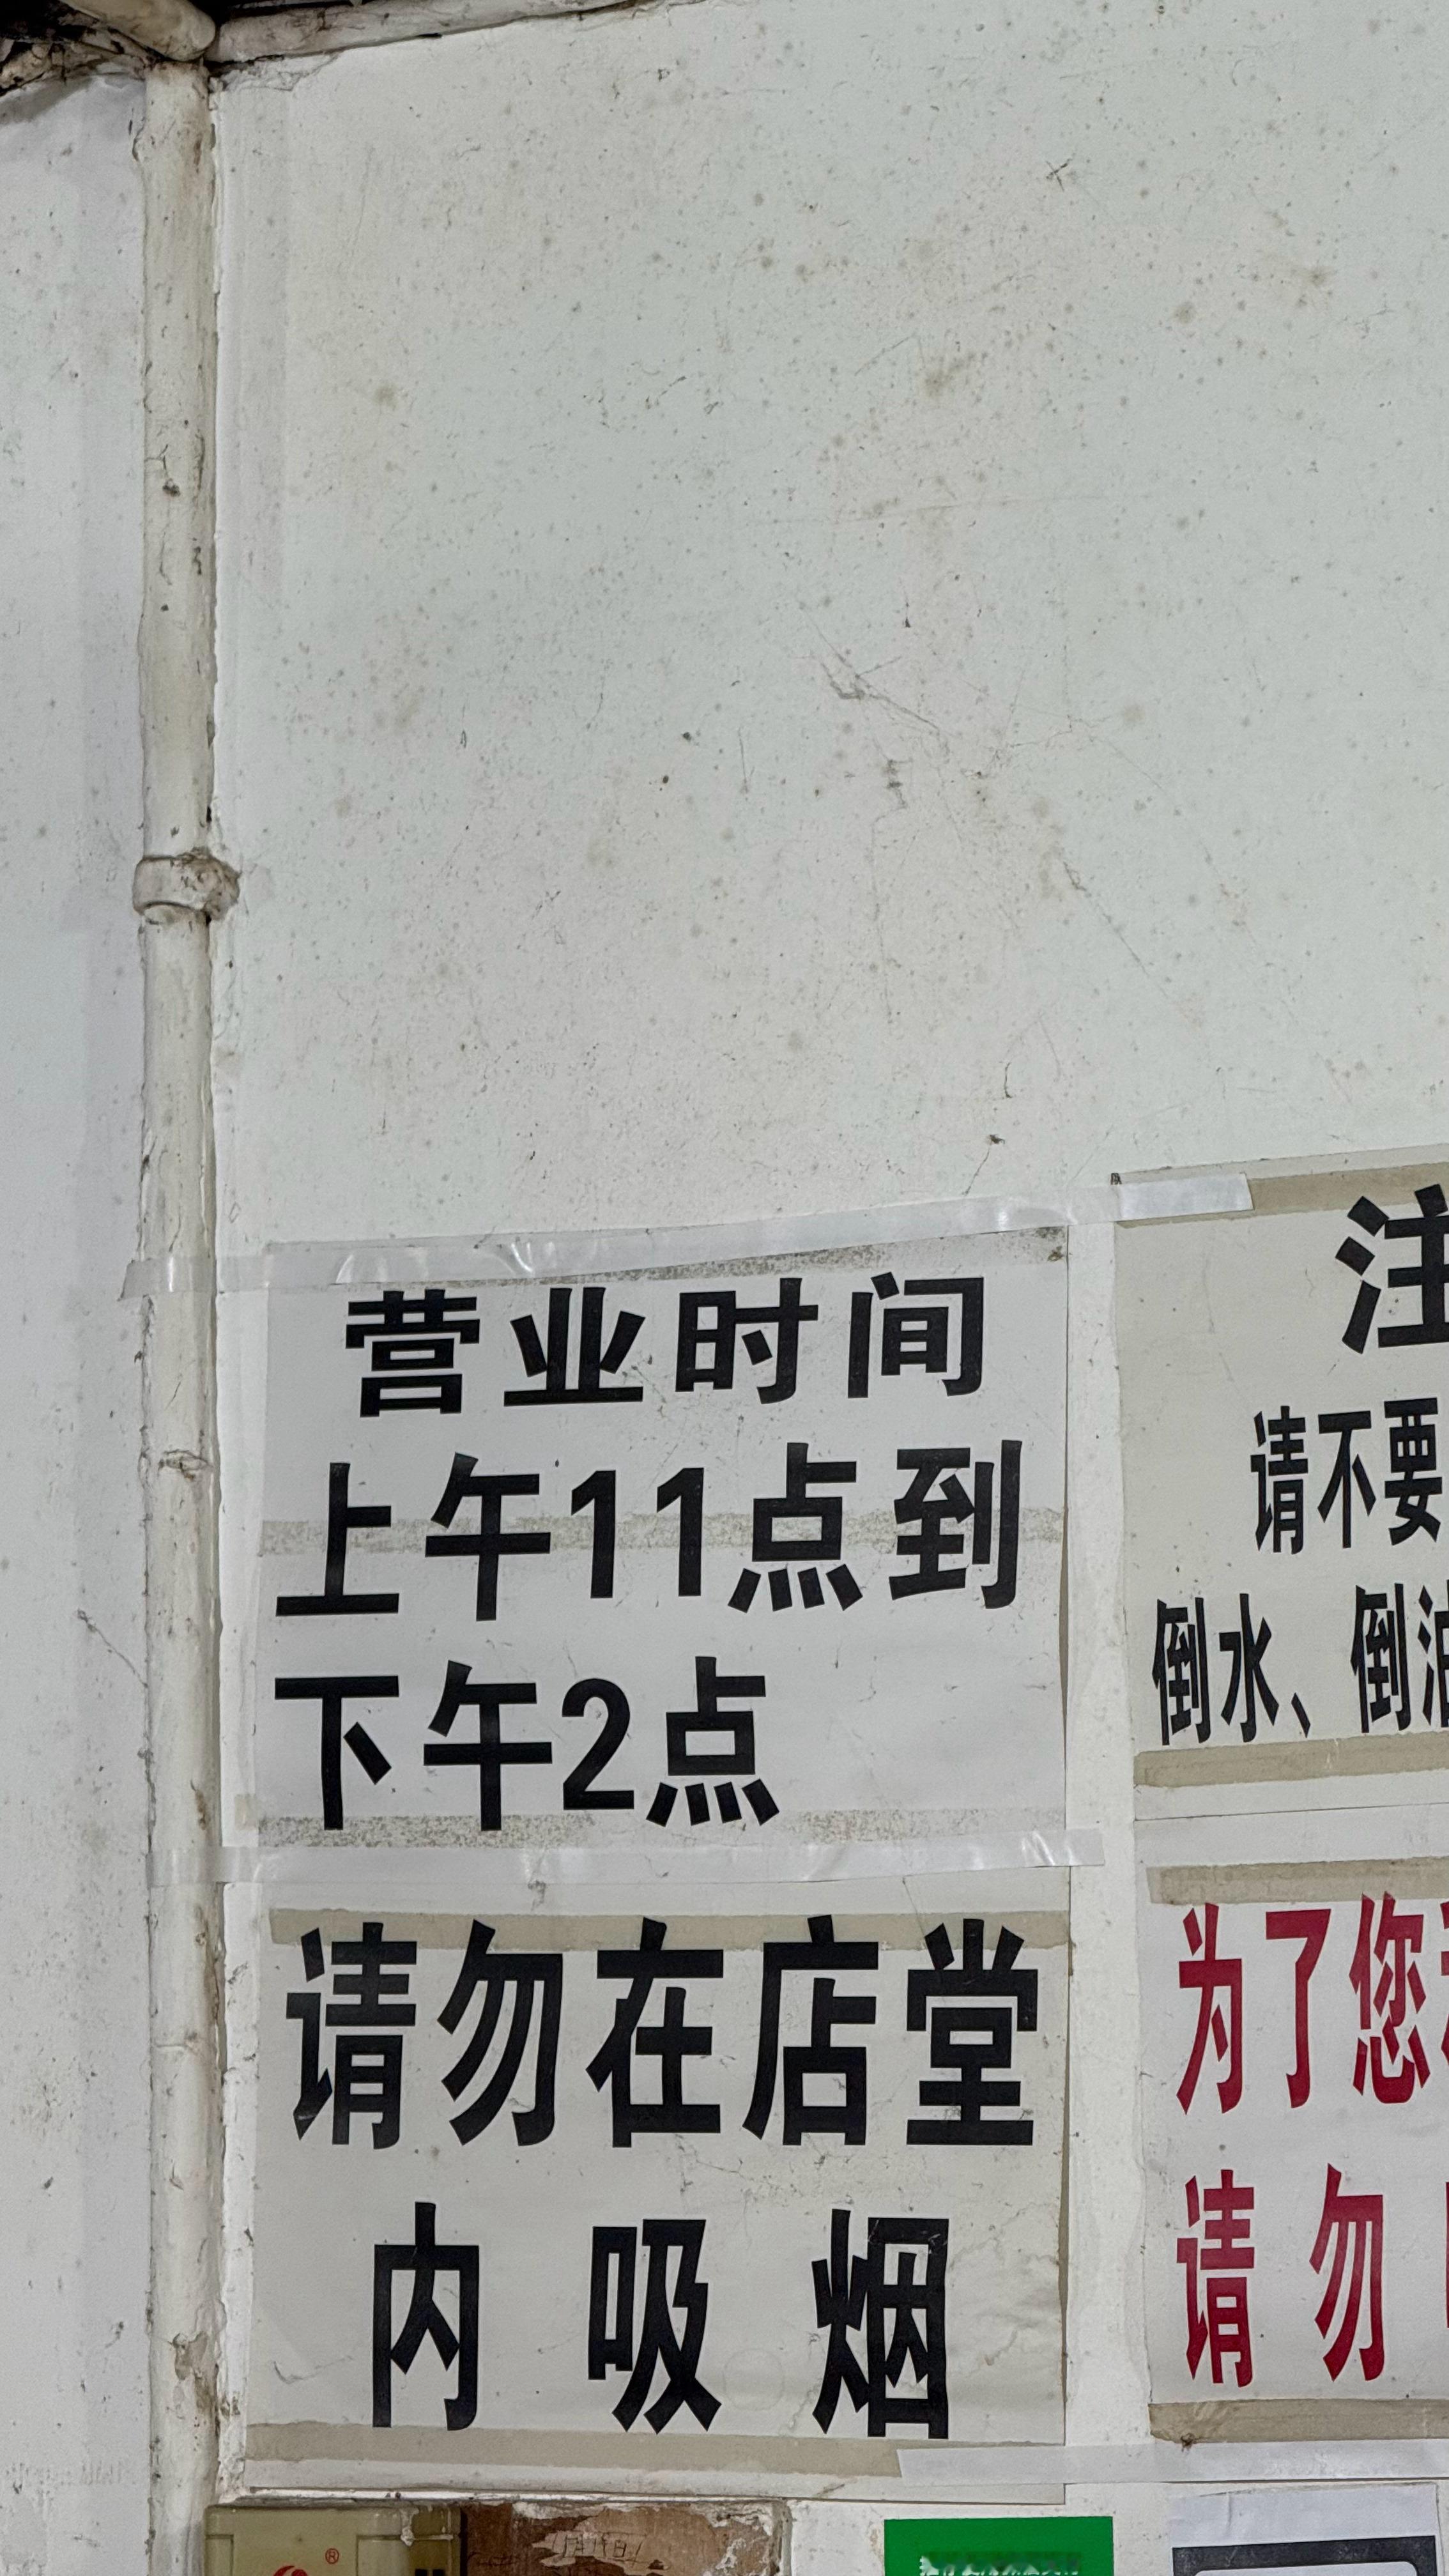 营业时间
上午11点到
下午2点
请勿在店堂
内吸烟
注
请不要
倒水、倒油
为了您
请勿